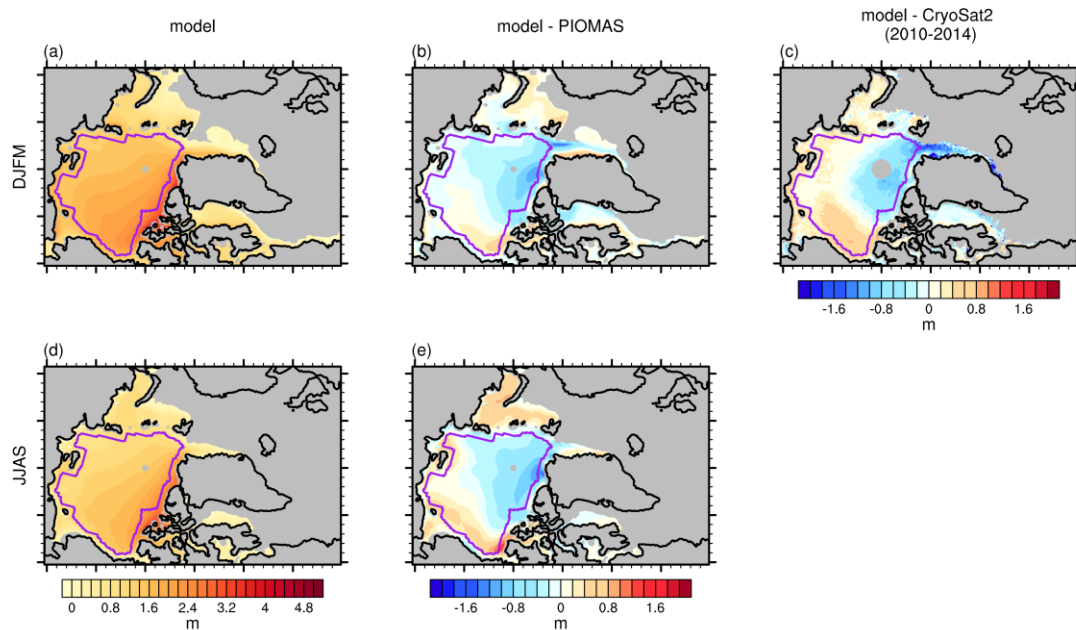 model
model - PIOMAS
model - CryoSat2
(2010-2014)
(a)
(b)
(c)
DJFM
-1.6 -0.8 0 0.8 1.6
m
(d)
(e)
JJAS
0 0.8 1.6 2.4 3.2 4 4.8
m
-1.6 -0.8 0 0.8 1.6
m